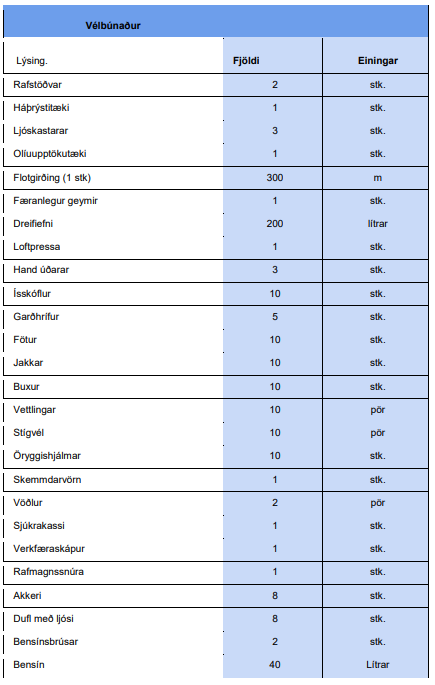 Vélbúnaður
Lýsing. Fjöldi Einingar
Rafstöðvar 2 stk.
Háþrýstitæki 1 stk.
Ljóskastarar 3 stk.
Olíuupptökutæki 1 stk.
Flotgirðing (1 stk) 300 m
Færanlegur geymir 1 stk.
Dreifiefni 200 lítrar
Loftpressa 1 stk.
Hand úðarar 3 stk.
Ísskóflur 10 stk.
Garðhrífur 5 stk.
Fötur 10 stk.
Jakkar 10 stk.
Buxur 10 stk.
Vettlingar 10 pör
Stígvél 10 pör
Öryggishjálmar 10 stk.
Skemmdarvörn 1 stk.
Vöðlur 2 pör
Sjúkrakassi 1 stk.
Verkfæraskápur 1 stk.
Rafmagnssnúra 1 stk.
Akkeri 8 stk.
Dufl með ljósi 8 stk.
Bensínsbrúsar 2 stk.
Bensín 40 Lítrar